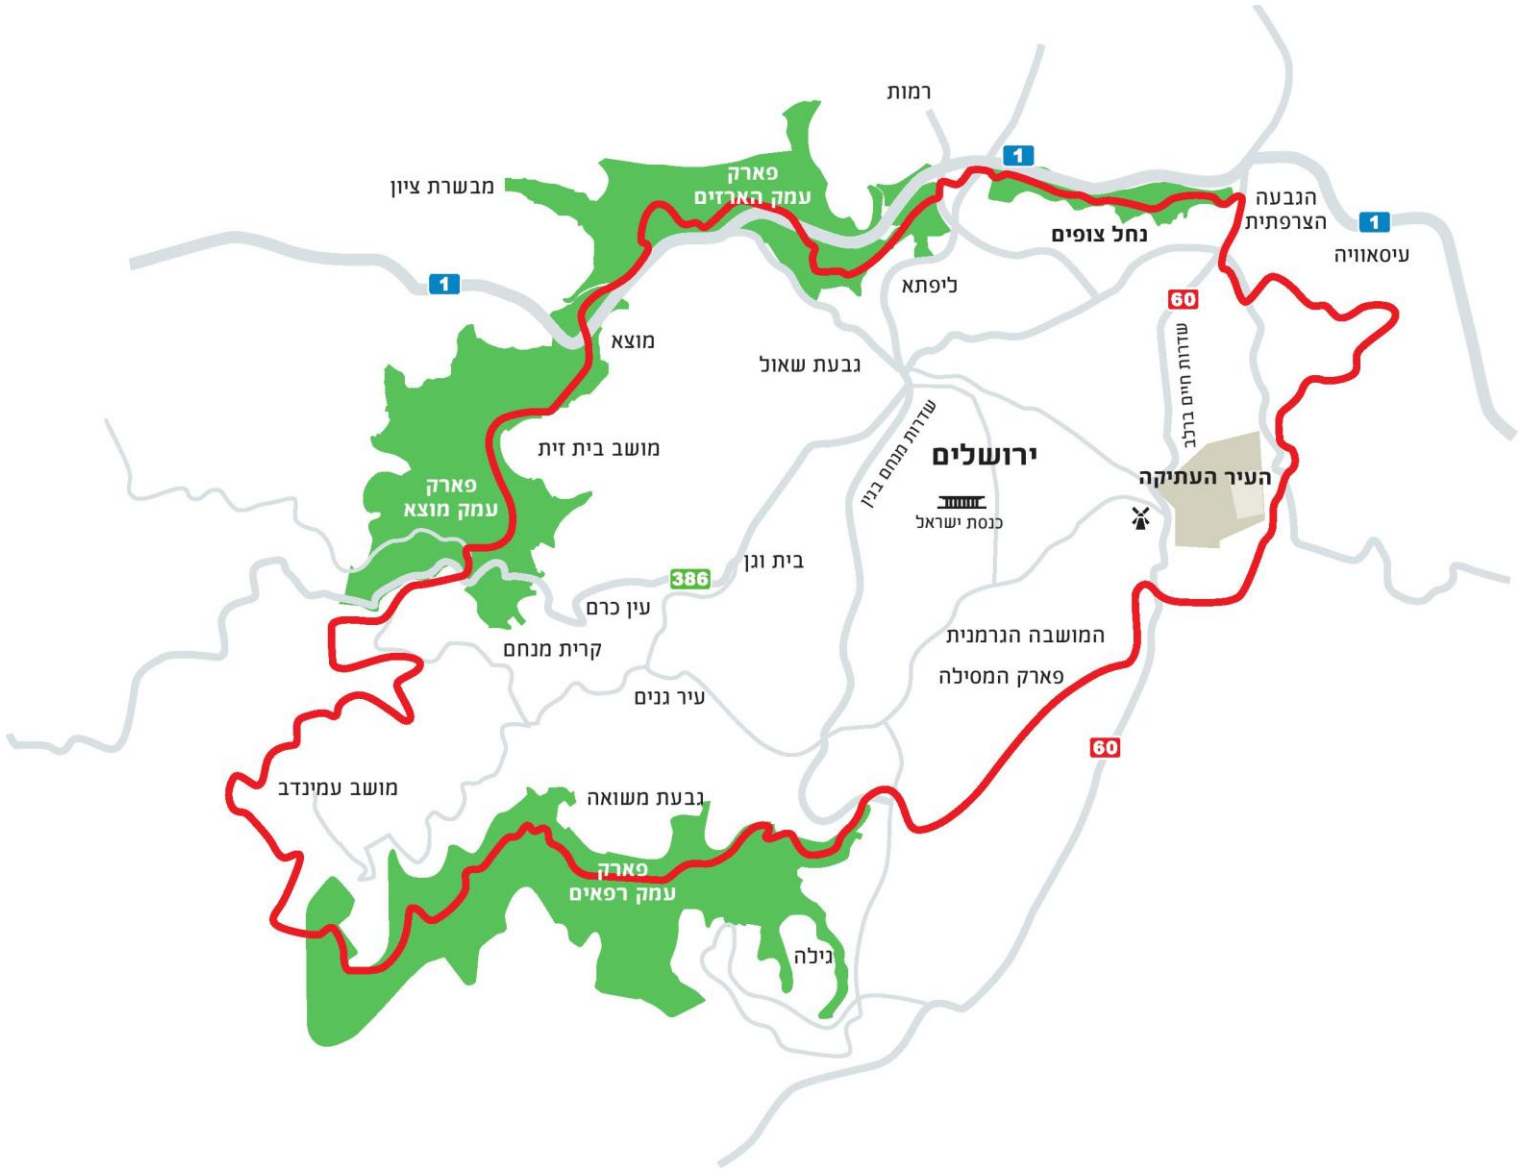 רמות
1
פארק
עמק הארזים
מבשרת ציון
הגבעה
הצרפתית
1
נחל צופים
עיסאוויה
1
ליפתא
60
מוצא
שדרות חיים ברלב
גבעת שאול
שדרות מנחם בגין
מושב בית זית
ירושלים
העיר העתיקה
פארק
עמק מוצא
כנסת ישראל
בית וגן
386
עין כרם
המושבה הגרמנית
קרית מנחם
פארק המסילה
עיר גנים
60
מושב עמינדב
גבעת משואה
פארק
עמק רפאים
גילה